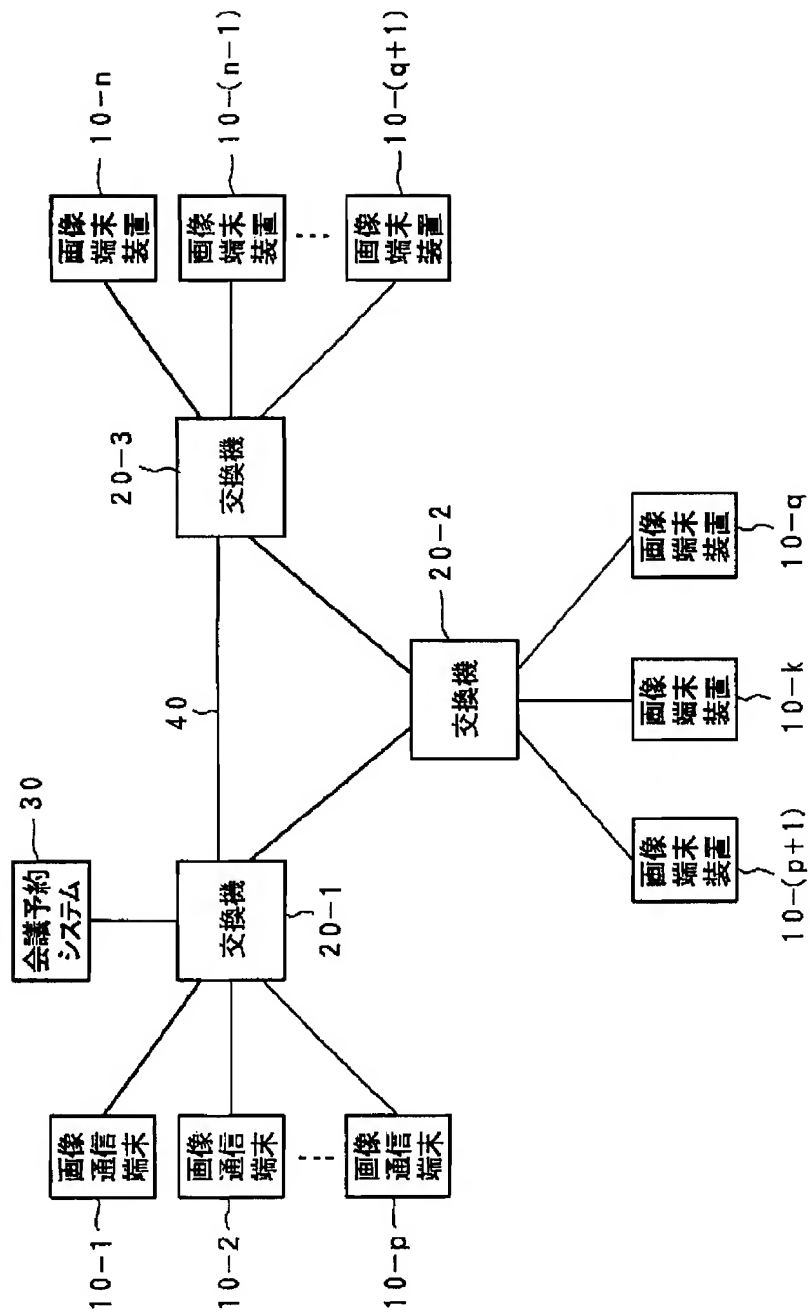 30
会議予約
システム
画像
通信
端末
10-1
画像
通信
端末
10-2
画像
通信
端末
10-p
交換機
20-1
40
20-3
交換機
画像
端末
装置
10-n
画像
端末
装置
10-(n-1)
画像
端末
装置
10-(q+1)
20-2
交換機
画像
端末
装置
10-(p+1)
画像
端末
装置
10-k
画像
端末
装置
10-q